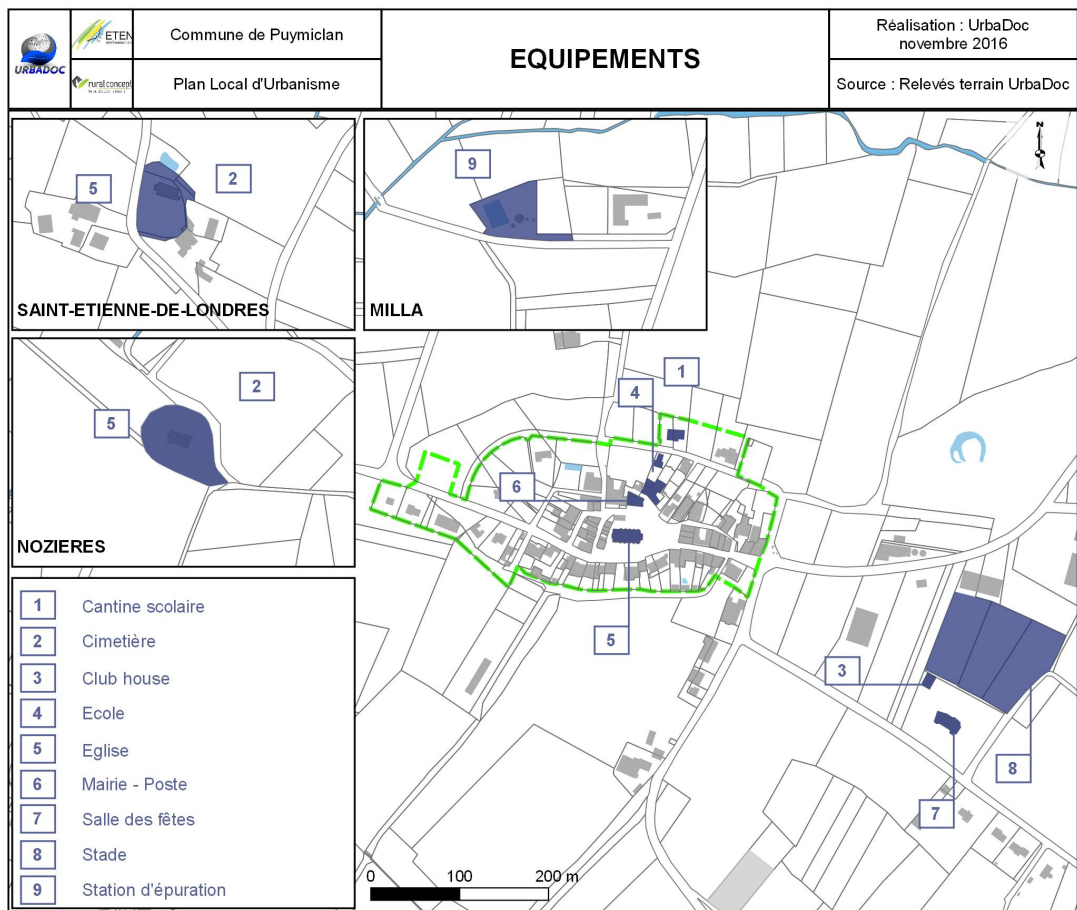 URBADOC
ETEN
rural concept
Commune de Puymiclan
Plan Local d'Urbanisme
EQUIPEMENTS
Réalisation : UrbaDoc
novembre 2016
Source : Relevés terrain UrbaDoc
N
5
2
SAINT-ETIENNE-DE-LONDRES
9
MILLA
2
5
NOZIERES
1
4
6
5
3
8
7
1 Cantine scolaire
2 Cimetière
3 Club house
4 Ecole
5 Eglise
6 Mairie - Poste
7 Salle des fêtes
8 Stade
9 Station d'épuration
0 100 200 m